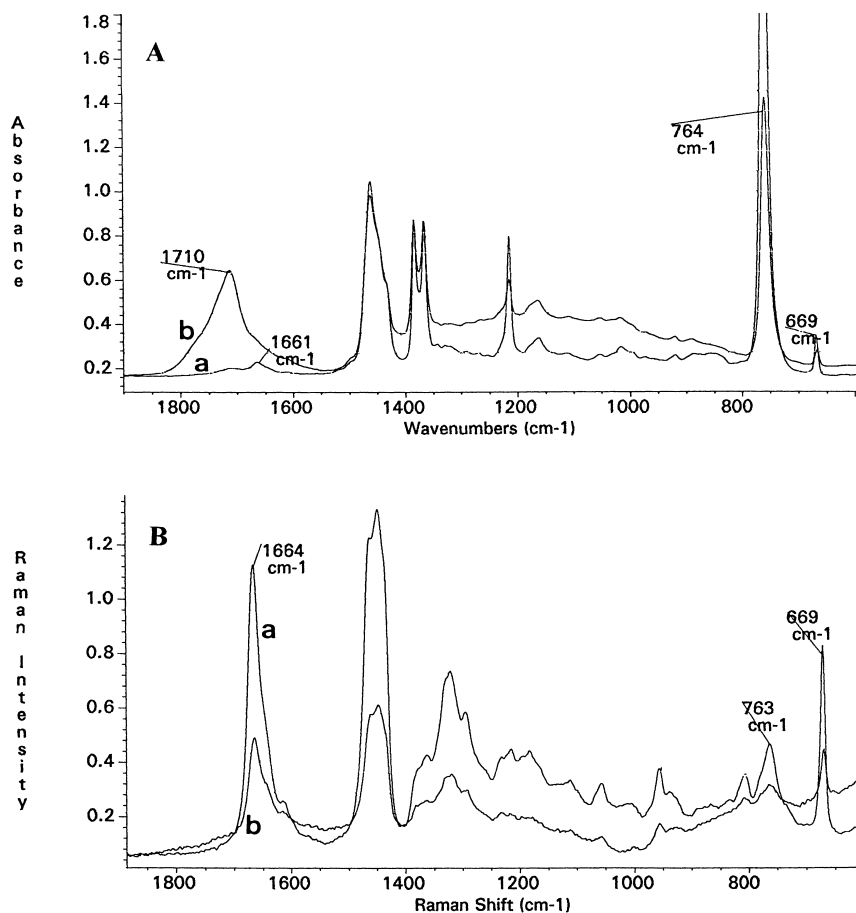 A
Absorbance
1.8
1.6
1.4
1.2
1.0
0.8
0.6
0.4
0.2
764
cm-1
1710
cm-1
b
a
1661
cm-1
669
cm-1
1800 1600 1400 1200 1000 800
Wavenumbers (cm-1)
B
Raman Intensity
1.2
1.0
0.8
0.6
0.4
0.2
1664
cm-1
a
669
cm-1
763
cm-1
b
1800 1600 1400 1200 1000 800
Raman Shift (cm-1)